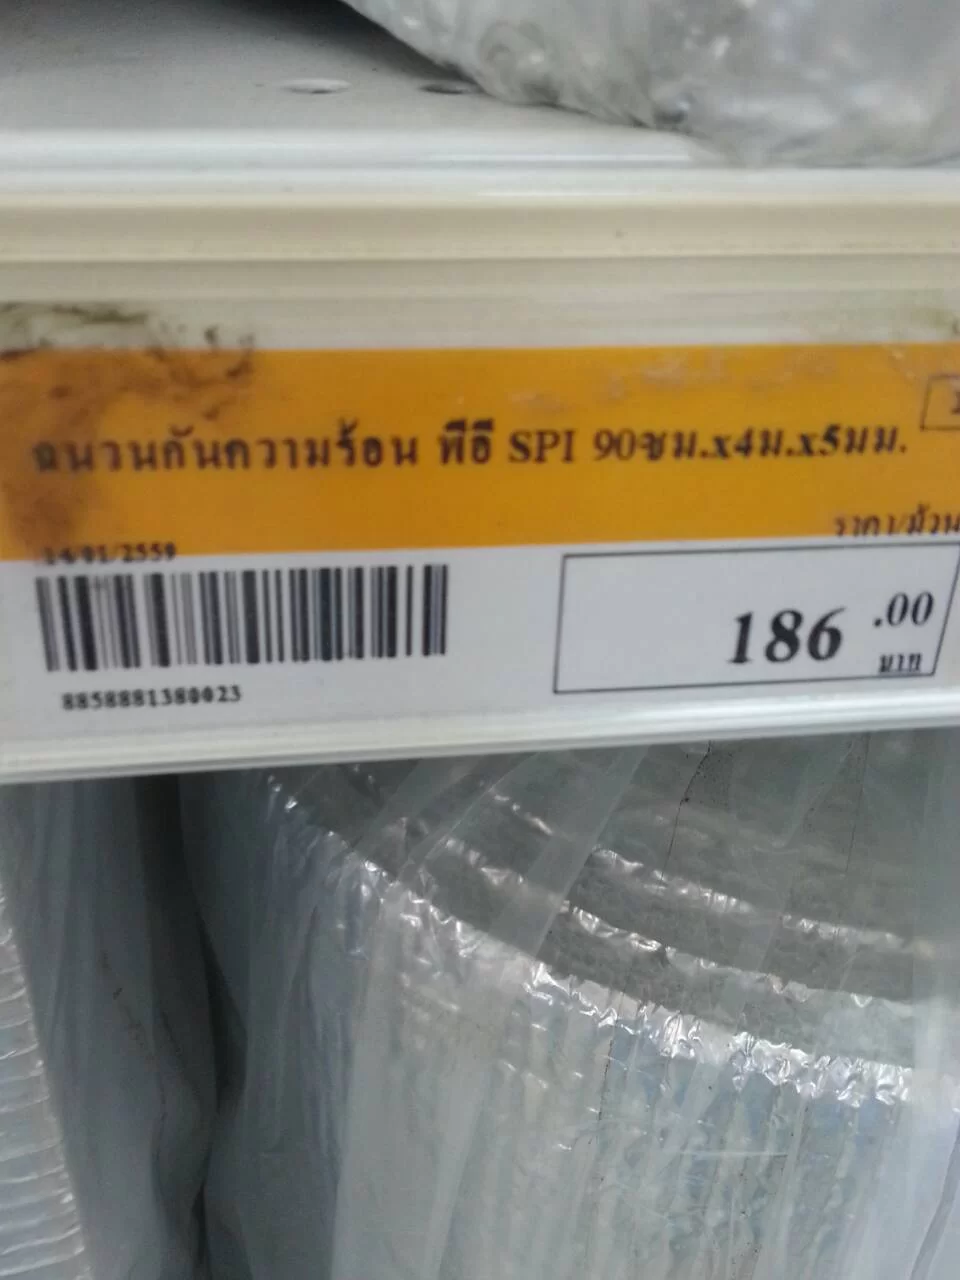 ฉนวนกันความร้อน พีอี SPI 90ซม.x4ม.x5มม.
ราคา/ม้วน
14/01/2559
186.00
บาท
8858881380023